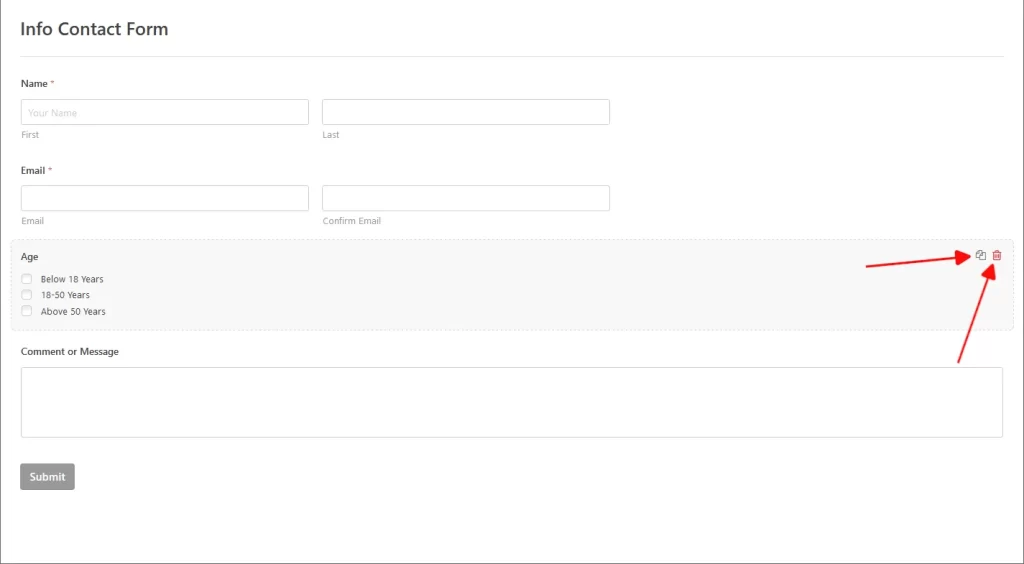 Info Contact Form
Name *
Your Name
First Last
Email *
Email Confirm Email
Age
Below 18 Years
18-50 Years
Above 50 Years
Comment or Message
Submit